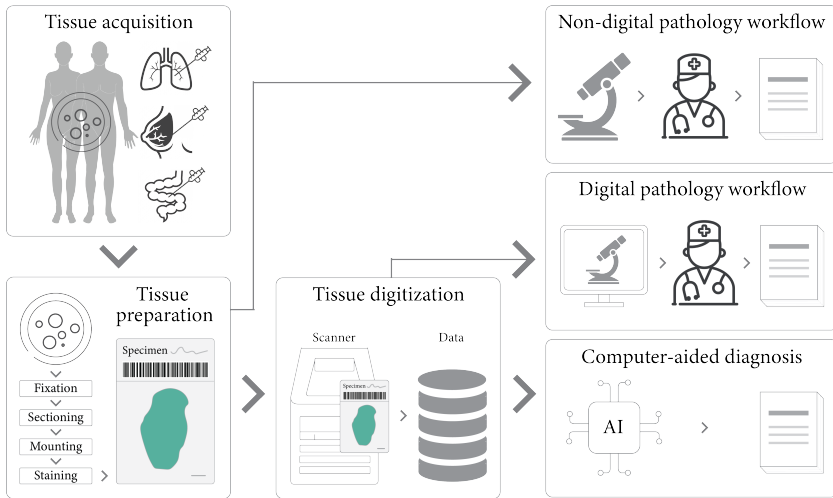 Tissue acquisition
Tissue
preparation
Fixation
Sectioning
Mounting
Staining
Specimen
Tissue digitization
Scanner
Data
Specimen
Non-digital pathology workflow
Digital pathology workflow
Computer-aided diagnosis
AI